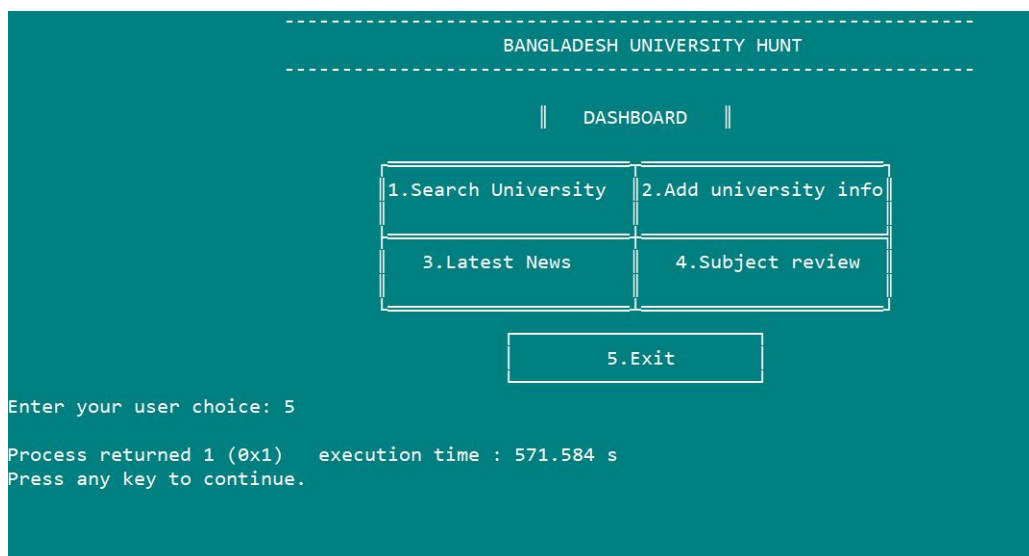 BANGLADESH UNIVERSITY HUNT
DASHBOARD
1.Search University 2.Add university info
3.Latest News 4.Subject review
5.Exit
Enter your user choice: 5
Process returned 1 (0x1) execution time : 571.584 s
Press any key to continue.